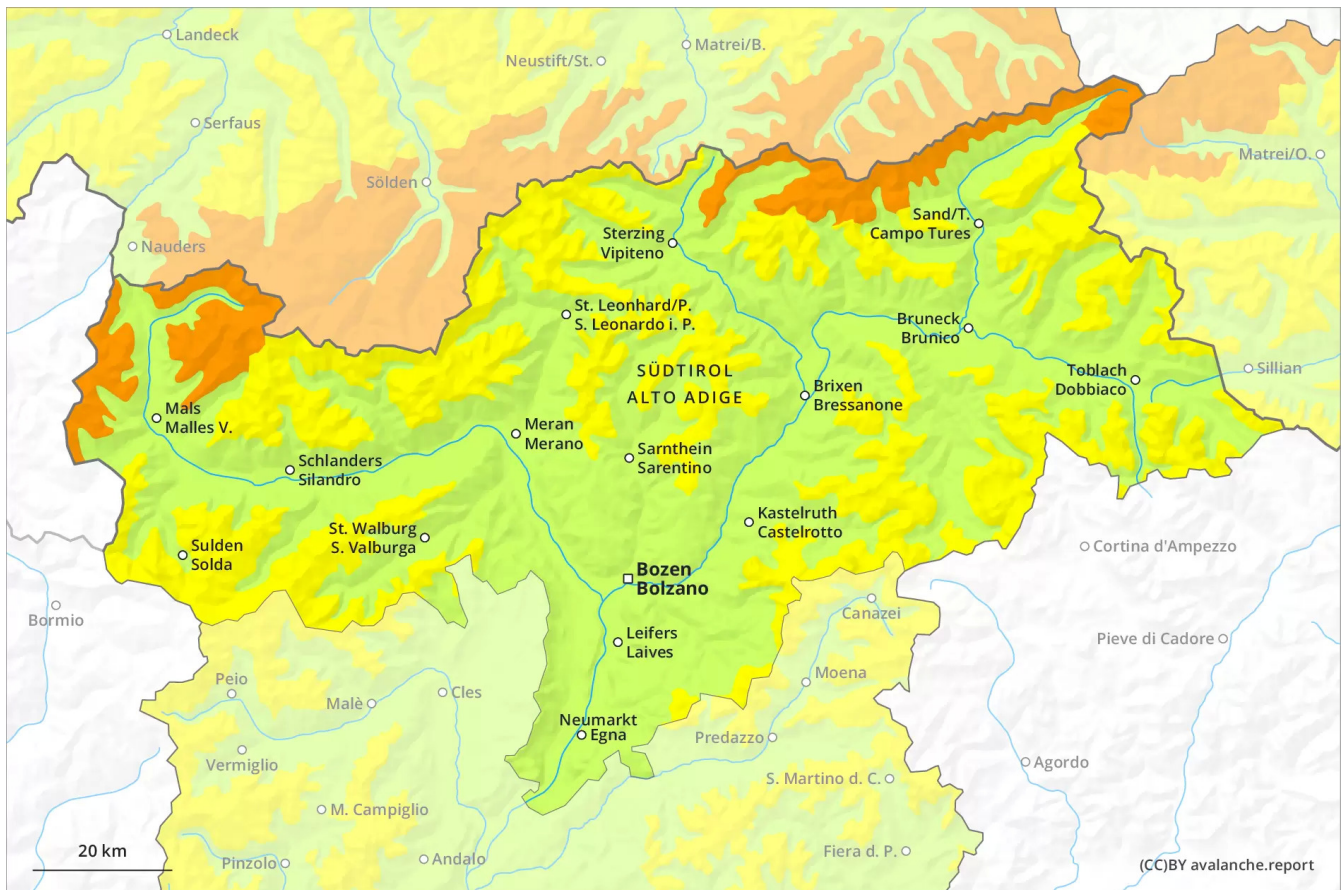 Landeck
Matrei/B.
Neustift/St.
Serfaus
Matrei/O.
Sölden
Nauders
Sand/T.
Campo Tures
Sterzing
Vipiteno
St. Leonhard/P.
S. Leonardo i. P.
Bruneck
Brunico
SÜDTIROL
ALTO ADIGE
Toblach
Dobbiaco
Sillian
Brixen
Bressanone
Mals
Malles V.
Meran
Merano
Schlanders
Silandro
Sarnthein
Sarentino
Kastelruth
Castelrotto
St. Walburg
S. Valburga
Sulden
Solda
Cortina d'Ampezzo
Bozen
Bolzano
Bormio
Canazei
Leifers
Laives
Pieve di Cadore
Peio
Malè
Cles
Moena
Neumarkt
Egna
Predazzo
Vermiglio
Agordo
S. Martino d. C.
M. Campiglio
20 km
Pinzolo
Andalo
Fiera d. P.
(CC)BY avalanche.report